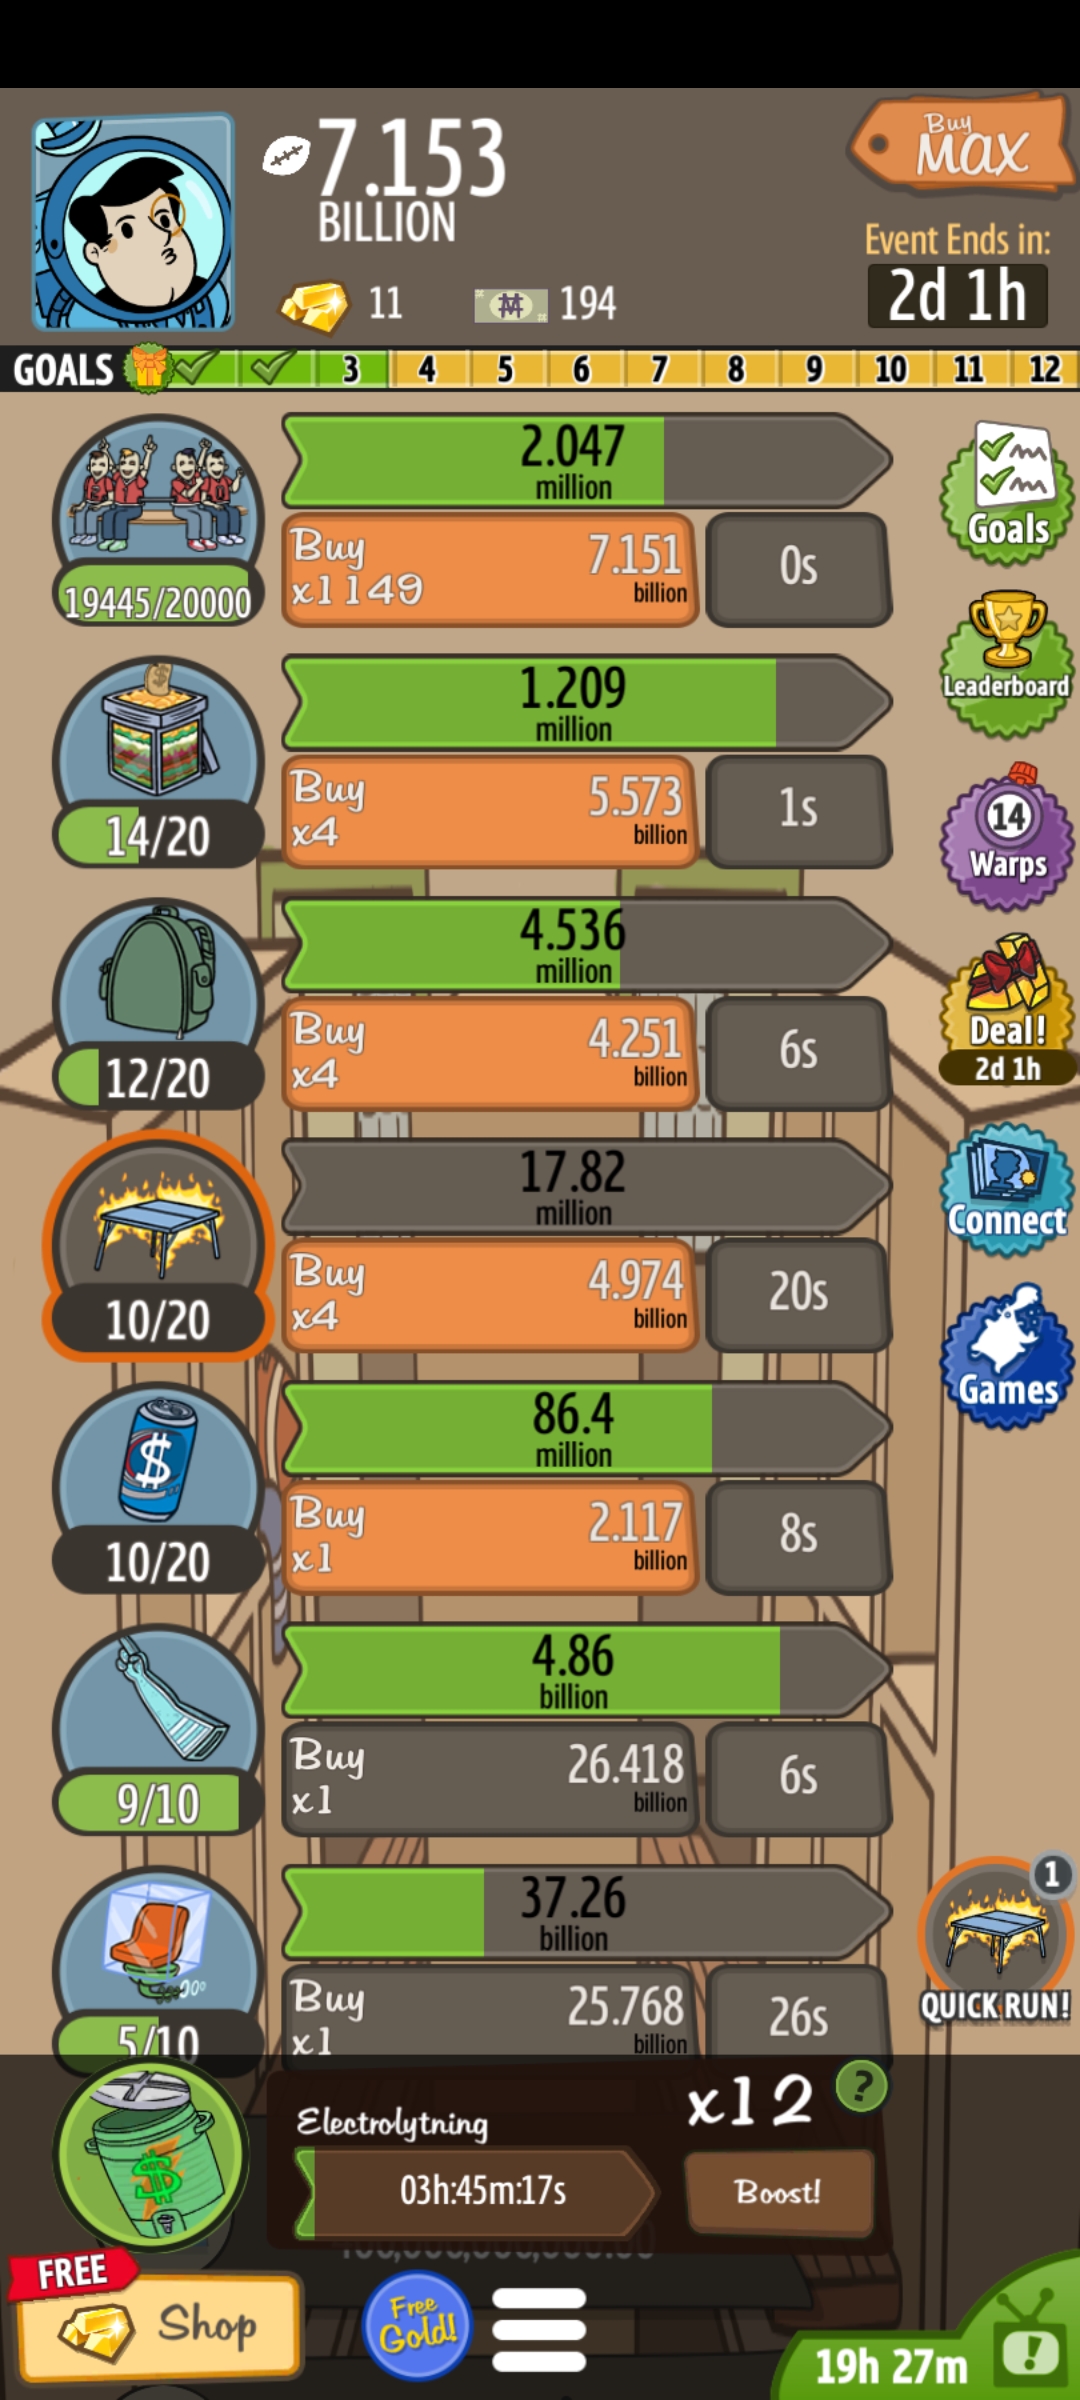 7.153
BILLION
Buy
MAX
11
194
Event Ends in:
2d 1h
GOALS 3 4 5 6 7 8 9 10 11 12
2.047
million
Buy
x1149
7.151
billion
0s
19445/20000
Goals
1.209
million
Buy
x4
5.573
billion
1s
14/20
Leaderboard
4.536
million
Buy
x4
4.251
billion
6s
12/20
14
Warps
Deal!
2d 1h
17.82
million
Buy
x4
4.974
billion
20s
10/20
Connect
86.4
million
Buy
x1
2.117
billion
8s
$
10/20
Games
4.86
billion
Buy
x1
26.418
billion
6s
9/10
37.26
billion
Buy
x1
25.768
billion
26s
5/10
1
QUICK RUN!
$
Electrolytning
03h:45m:17s
x12
?
Boost!
FREE
Shop
Free
Gold!
19h 27m
!